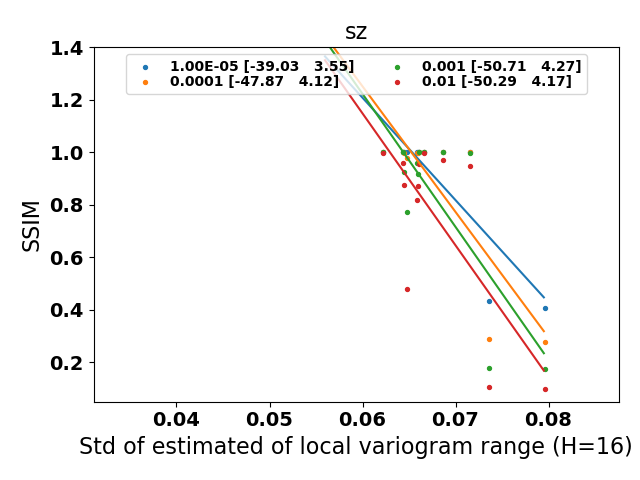 sz
1.4
1.00E-05 [-39.03 3.55] 0.001 [-50.71 4.27]
0.0001 [-47.87 4.12] 0.01 [-50.29 4.17]
1.2
1.0
0.8
0.6
0.4
0.2
SSIM
0.04 0.05 0.06 0.07 0.08
Std of estimated of local variogram range (H=16)